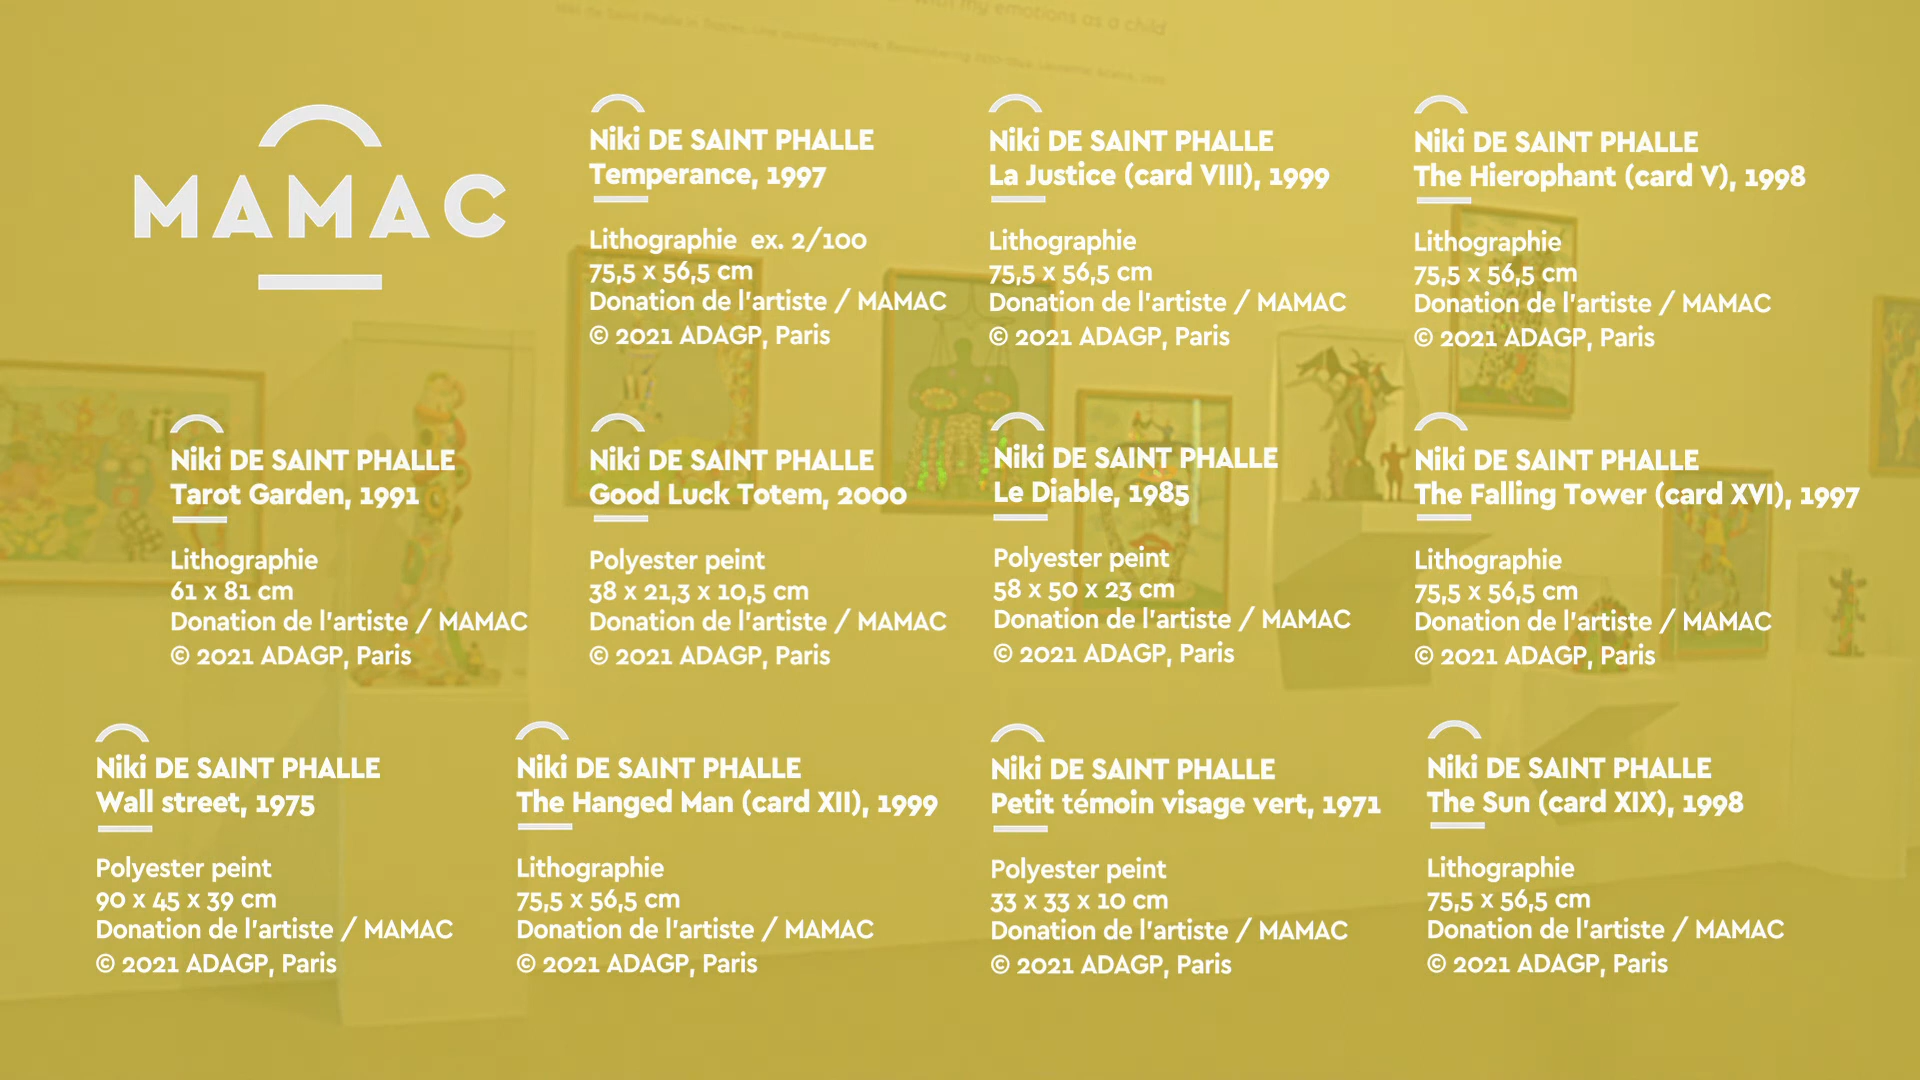 with my emotions as a child
MAMAC
Niki DE SAINT PHALLE
Temperance, 1997
Lithographie ex. 2/100
75,5 x 56,5 cm
Donation de l'artiste / MAMAC
© 2021 ADAGP, Paris
Niki DE SAINT PHALLE
La Justice (card VIII), 1999
Lithographie
75,5 x 56,5 cm
Donation de l'artiste / MAMAC
© 2021 ADAGP, Paris
Niki DE SAINT PHALLE
The Hierophant (card V), 1998
Lithographie
75,5 x 56,5 cm
Donation de l'artiste / MAMAC
© 2021 ADAGP, Paris
Niki DE SAINT PHALLE
Tarot Garden, 1991
Lithographie
61 x 81 cm
Donation de l'artiste / MAMAC
© 2021 ADAGP, Paris
Niki DE SAINT PHALLE
Good Luck Totem, 2000
Polyester peint
38 x 21,3 x 10,5 cm
Donation de l'artiste / MAMAC
© 2021 ADAGP, Paris
Niki DE SAINT PHALLE
Le Diable, 1985
Polyester peint
58 x 50 x 23 cm
Donation de l'artiste / MAMAC
© 2021 ADAGP, Paris
Niki DE SAINT PHALLE
The Falling Tower (card XVI), 1997
Lithographie
75,5 x 56,5 cm
Donation de l'artiste / MAMAC
© 2021 ADAGP, Paris
Niki DE SAINT PHALLE
Wall street, 1975
Polyester peint
90 x 45 x 39 cm
Donation de l'artiste / MAMAC
© 2021 ADAGP, Paris
Niki DE SAINT PHALLE
The Hanged Man (card XII), 1999
Lithographie
75,5 x 56,5 cm
Donation de l'artiste / MAMAC
© 2021 ADAGP, Paris
Niki DE SAINT PHALLE
Petit témoin visage vert, 1971
Polyester peint
33 x 33 x 10 cm
Donation de l'artiste / MAMAC
© 2021 ADAGP, Paris
Niki DE SAINT PHALLE
The Sun (card XIX), 1998
Lithographie
75,5 x 56,5 cm
Donation de l'artiste / MAMAC
© 2021 ADAGP, Paris